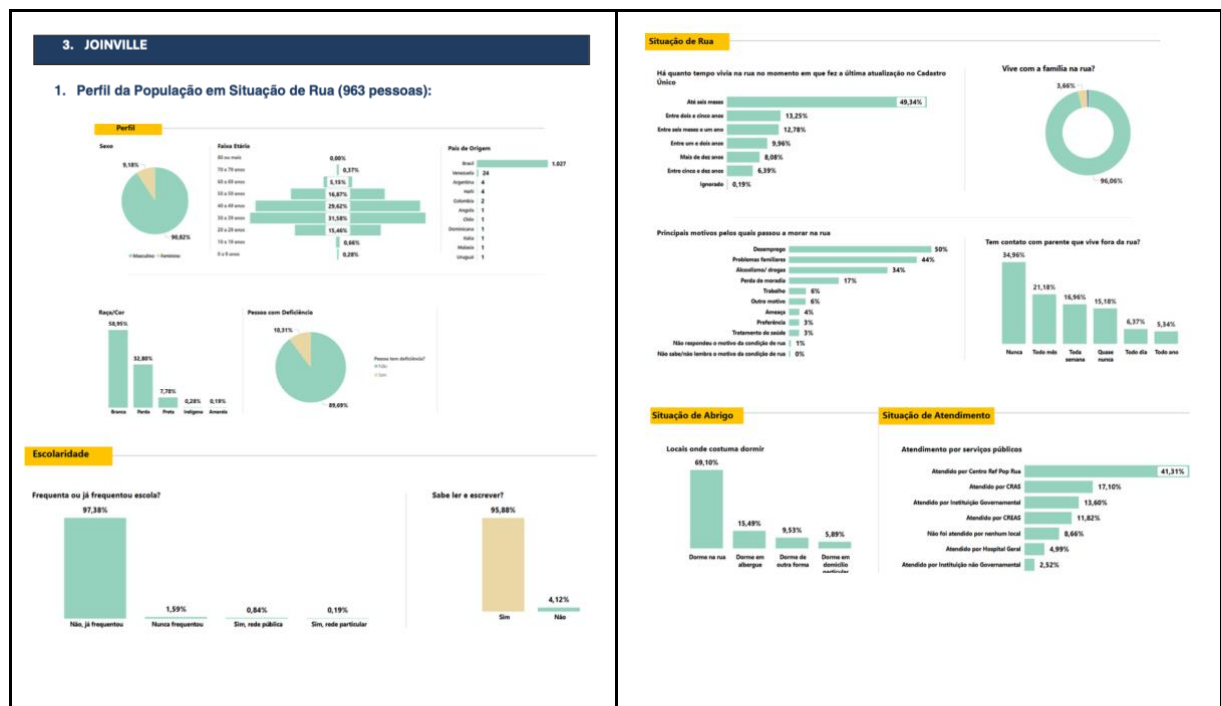 3. JOINVILLE
1. Perfil da População em Situação de Rua (963 pessoas):
Perfil
Sexo
9,18%
90,82%
Masculino Feminino
Faixa Etária
80 ou mais 0,00%
70 a 79 anos 0,37%
60 a 69 anos 5,15%
50 a 59 anos 16,87%
40 a 49 anos 29,62%
30 a 39 anos 31,58%
20 a 29 anos 15,46%
10 a 19 anos 0,66%
0 a 9 anos 0,28%
País de Origem
Brasil 1.027
Venezuela 24
Argentina 4
Haiti 4
Colombia 2
Angola 1
Chile 1
Dominicana 1
Italia 1
Malasia 1
Uruguai 1
Raça/Cor
58,95%
32,80%
7,78%
0,28% 0,19%
Branca Parda Preta Indígena Amarela
Pessoa com Deficiência
10,31%
89,69%
Pessoa tem deficiência?
Não
Sim
Escolaridade
Frequenta ou já frequentou escola?
97,38%
1,59%
0,84%
0,19%
Não, já frequentou Nunca frequentou Sim, rede pública Sim, rede particular
Sabe ler e escrever?
95,88%
4,12%
Sim Não
Situação de Rua
Há quanto tempo vivia na rua no momento em que fez a última atualização no Cadastro
Único
Até seis meses 49,34%
Entre dois e cinco anos 13,25%
Entre seis meses e um ano 12,78%
Entre um e dois anos 9,96%
Mais de dez anos 8,08%
Entre cinco e dez anos 6,39%
Ignorado 0,19%
Vive com a família na rua?
3,66%
96,06%
Principais motivos pelos quais passou a morar na rua
Desemprego 50%
Problemas familiares 44%
Alcoolismo/ drogas 34%
Perda de moradia 17%
Trabalho 6%
Outro motivo 6%
Ameaça 4%
Preferência 3%
Tratamento de saúde 3%
Não respondeu o motivo da condição de rua 1%
Não sabe/não lembra o motivo da condição de rua 0%
Tem contato com parente que vive fora da rua?
34,96%
21,18%
16,96%
15,18%
6,37%
5,34%
Nunca Todo mês Toda Quase Todo dia Todo ano
semana nunca
Situação de Abrigo
Locais onde costuma dormir
69,10%
15,49%
9,53%
5,89%
Dorme na rua Dorme em Dorme de Dorme em
albergue outra forma domicílio
particular
Situação de Atendimento
Atendimento por serviços públicos
Atendido por Centro Ref Pop Rua 41,31%
Atendido por CRAS 17,10%
Atendido por Instituição Governamental 13,60%
Atendido por CREAS 11,82%
Não foi atendido por nenhum local 8,66%
Atendido por Hospital Geral 4,99%
Atendido por Instituição não Governamental 2,52%